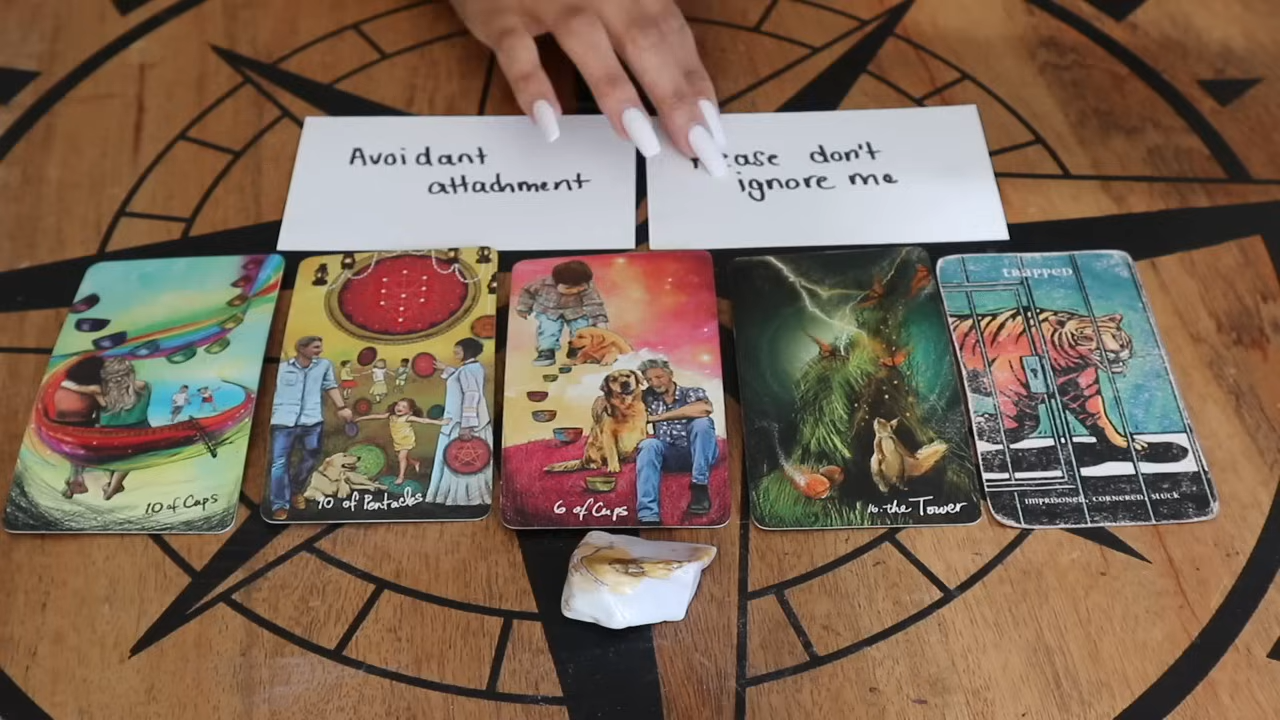 Avoidant
attachment
don't
ignore me
10 of Cups
10 of Pentacles
6 of Cups
16. the Tower
TRAPPED
IMPRISONED, CORNERED, STUCK